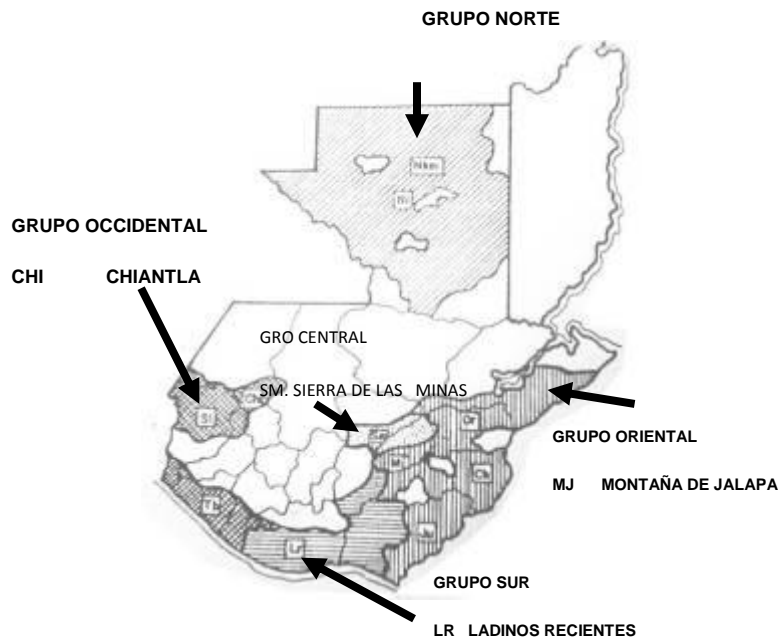 GRUPO NORTE
GRUPO OCCIDENTAL
CHI CHIANTLA
GRO CENTRAL
SM. SIERRA DE LAS MINAS
GRUPO ORIENTAL
MJ MONTAÑA DE JALAPA
GRUPO SUR
LR LADINOS RECIENTES